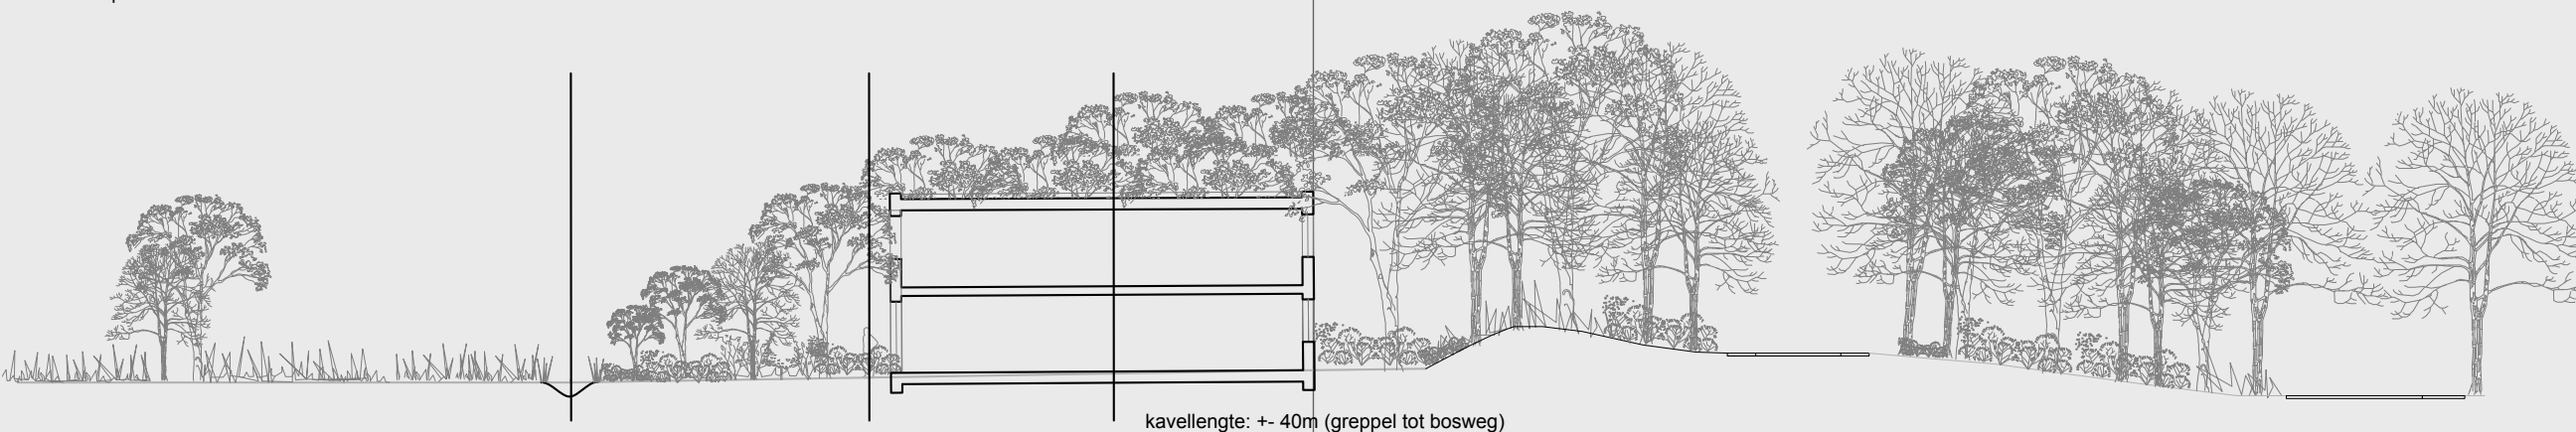 kavellengte: +- 40m (greppel tot bosweg)